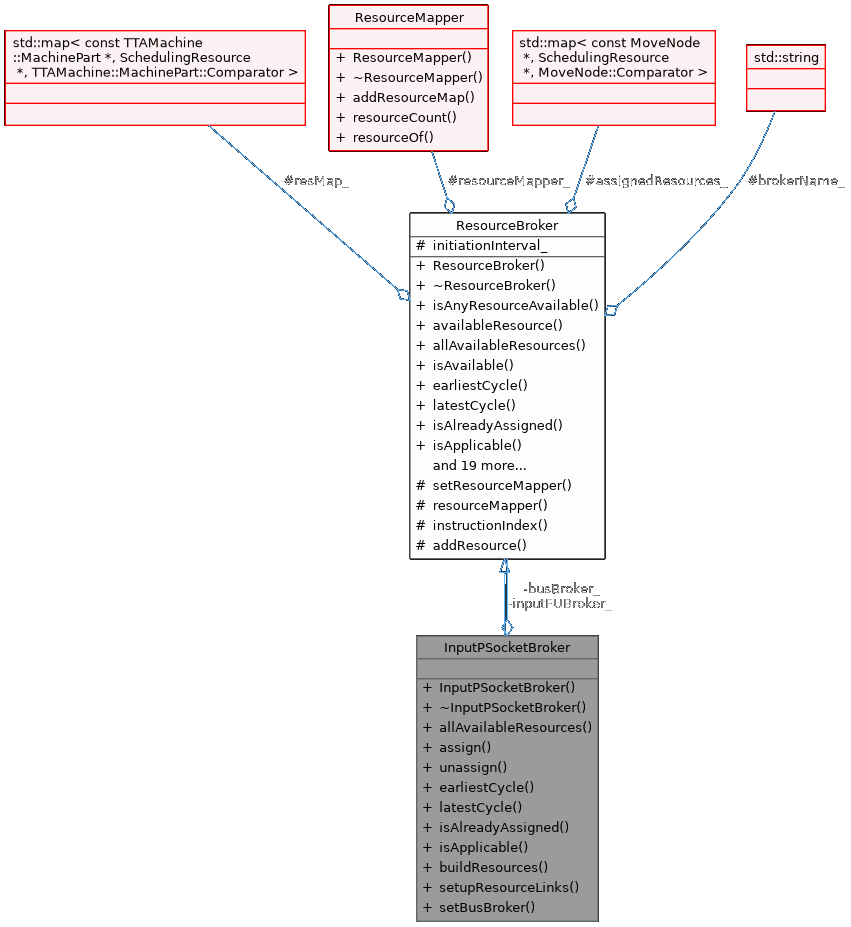 std::map< const TTAMachine
::MachinePart *, SchedulingResource
*, TTAMachine::MachinePart::Comparator >
ResourceMapper
+ ResourceMapper()
+ ~ResourceMapper()
+ addResourceMap()
+ resourceCount()
+ resourceOf()
std::map< const MoveNode
*, SchedulingResource
*, MoveNode::Comparator >
std::string
#resMap_
#resourceMapper_
#assignedResources_
#brokerName_
ResourceBroker
# initiationInterval_
+ ResourceBroker()
+ ~ResourceBroker()
+ isAnyResourceAvailable()
+ availableResource()
+ allAvailableResources()
+ isAvailable()
+ earliestCycle()
+ latestCycle()
+ isAlreadyAssigned()
+ isApplicable()
and 19 more...
# setResourceMapper()
# resourceMapper()
# instructionIndex()
# addResource()
-busBroker_
-inputFUBroker_
InputPSocketBroker
+ InputPSocketBroker()
+ ~InputPSocketBroker()
+ allAvailableResources()
+ assign()
+ unassign()
+ earliestCycle()
+ latestCycle()
+ isAlreadyAssigned()
+ isApplicable()
+ buildResources()
+ setupResourceLinks()
+ setBusBroker()